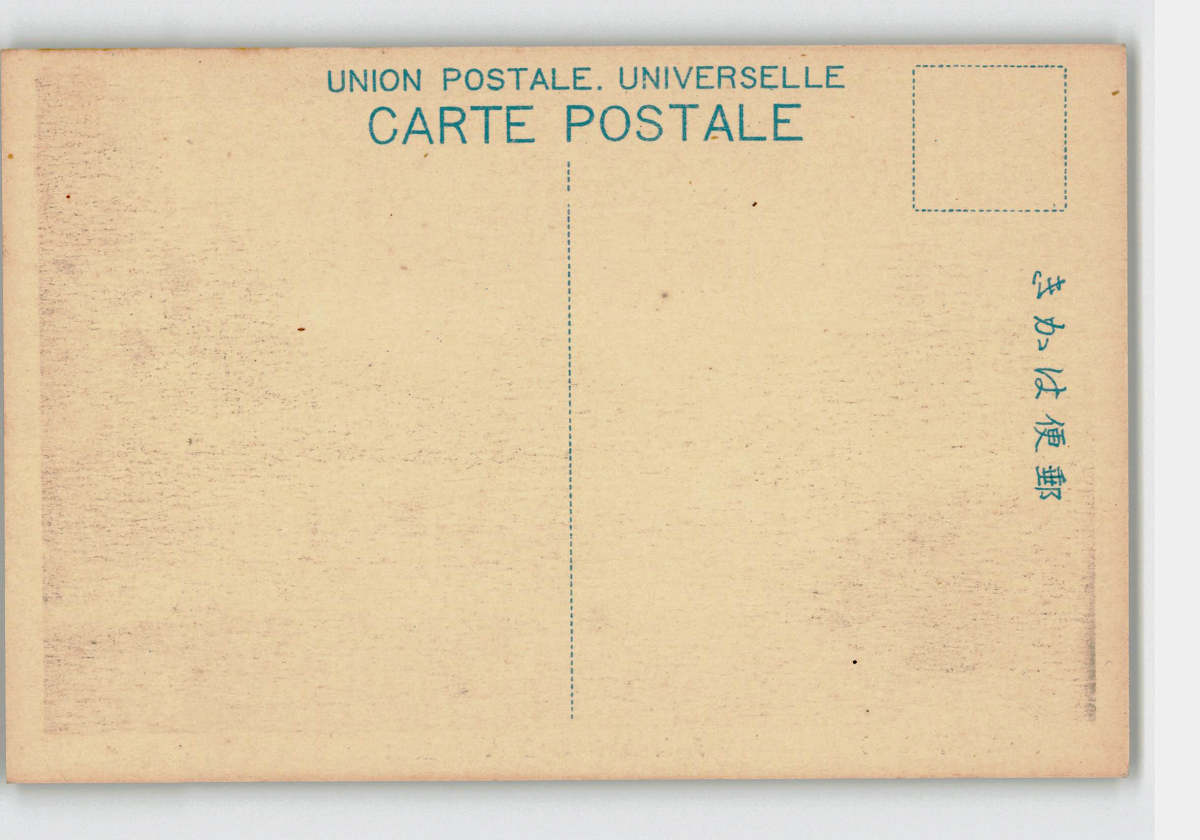 UNION POSTALE. UNIVERSELLE
CARTE POSTALE
郵便はかき